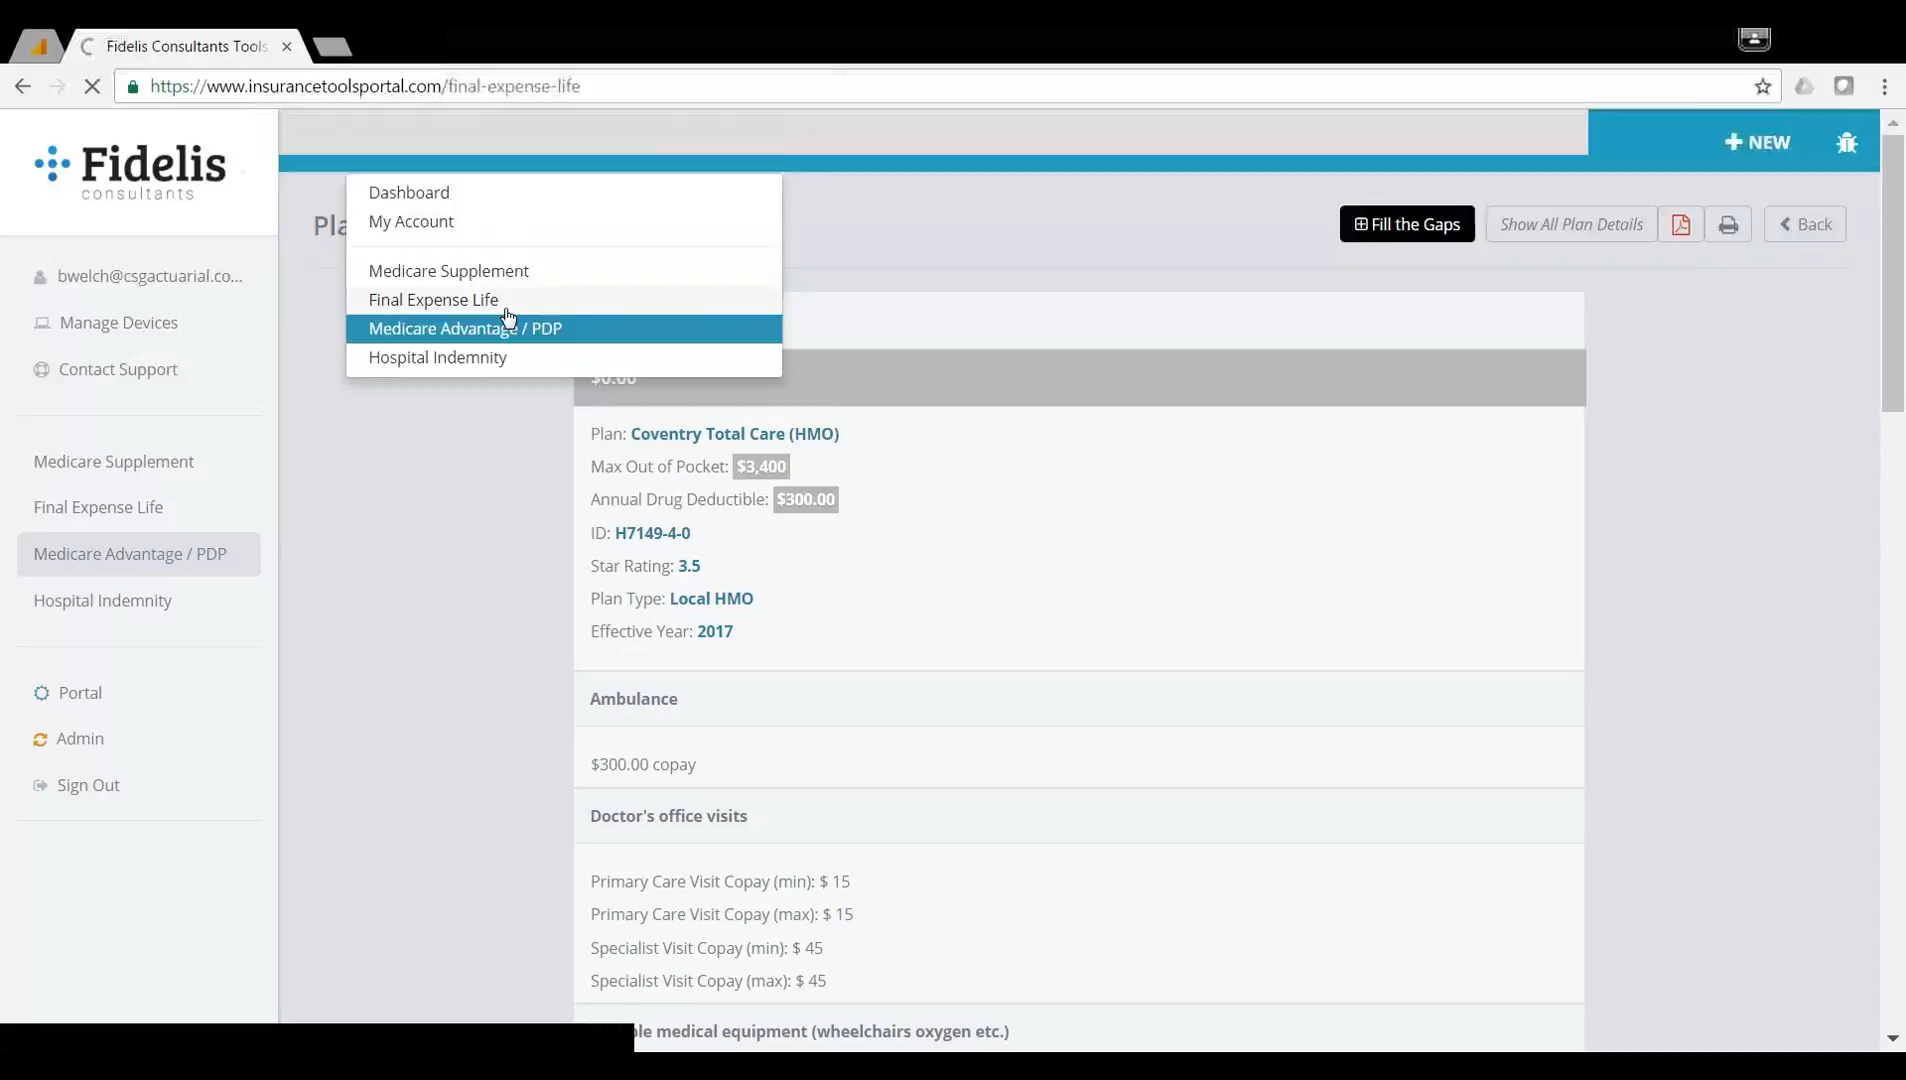 Fidelis Consultants Tools
https://www.insurancetoolsportal.com/final-expense-life
Fidelis
consultants
NEW
Dashboard
My Account
Medicare Supplement
Final Expense Life
Medicare Advantage / PDP
Hospital Indemnity
Fill the Gaps
Show All Plan Details
Back
bwelch@csgactuarial.co...
Manage Devices
Contact Support
Medicare Supplement
Final Expense Life
Medicare Advantage / PDP
Hospital Indemnity
Portal
Admin
Sign Out
Plan: Coventry Total Care (HMO)
Max Out of Pocket: $3,400
Annual Drug Deductible: $300.00
ID: H7149-4-0
Star Rating: 3.5
Plan Type: Local HMO
Effective Year: 2017
Ambulance
$300.00 copay
Doctor's office visits
Primary Care Visit Copay (min): $ 15
Primary Care Visit Copay (max): $ 15
Specialist Visit Copay (min): $ 45
Specialist Visit Copay (max): $ 45
medical equipment (wheelchairs oxygen etc.)